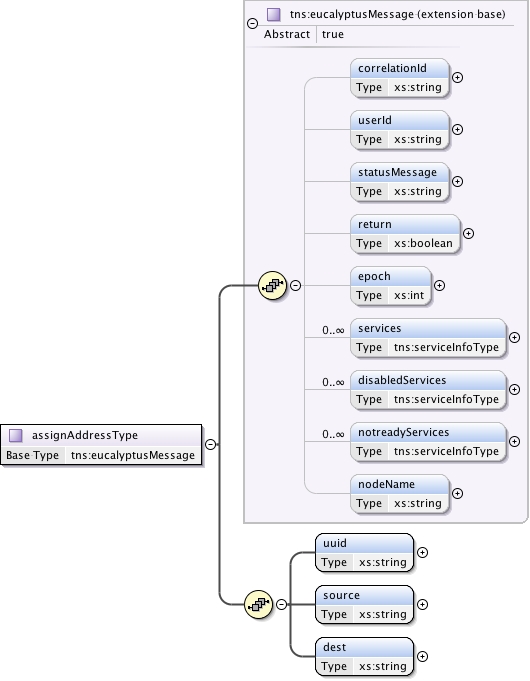 tns:eucalyptusMessage (extension base)
Abstract true
correlationId
Type xs:string
userId
Type xs:string
statusMessage
Type xs:string
return
Type xs:boolean
epoch
Type xs:int
0..∞ services
Type tns:serviceInfoType
0..∞ disabledServices
Type tns:serviceInfoType
0..∞ notreadyServices
Type tns:serviceInfoType
nodeName
Type xs:string
assignAddressType
Base Type tns:eucalyptusMessage
uuid
Type xs:string
source
Type xs:string
dest
Type xs:string